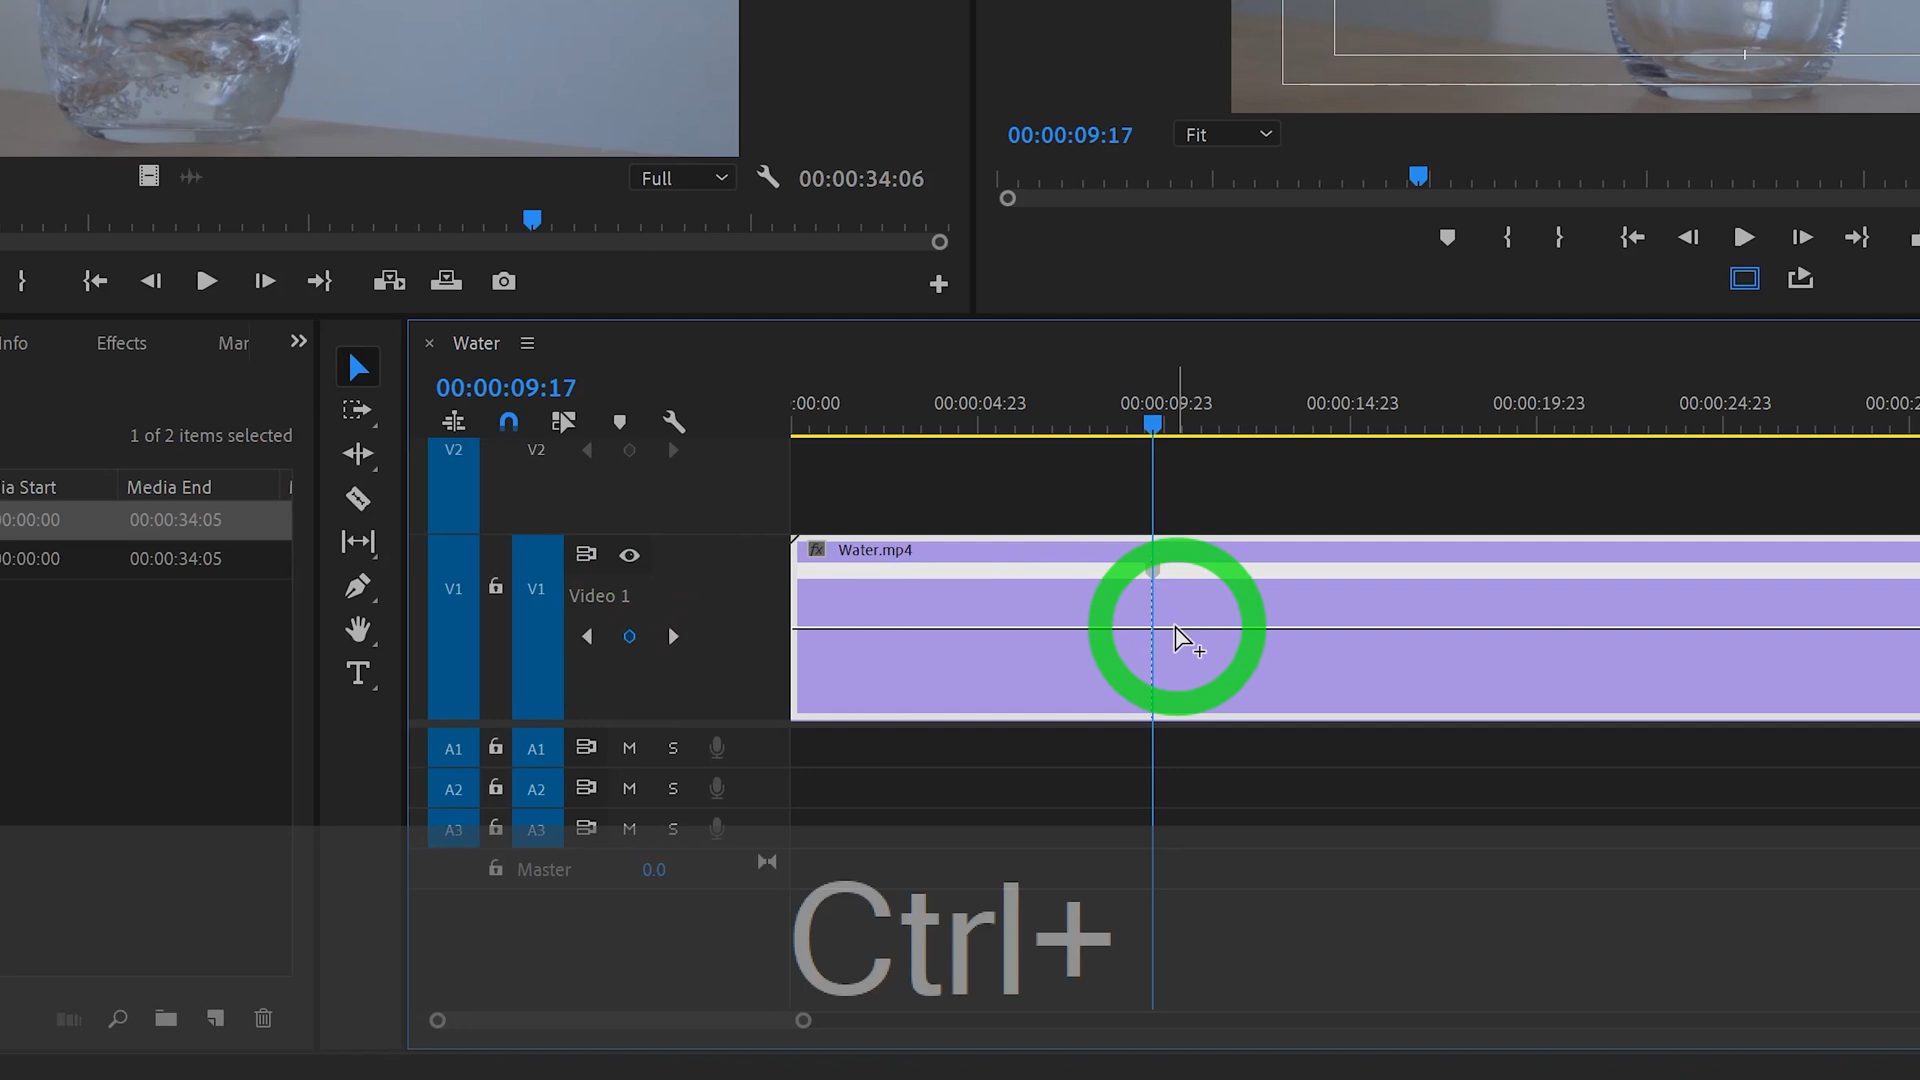 00:00:09:17
Fit
Full
00:00:34:06
Info
Effects
Mar
Water
00:00:09:17
:00:00
00:00:04:23
00:00:09:23
00:00:14:23
00:00:19:23
00:00:24:23
00:00:2
1 of 2 items selected
V2
V2
ia Start
Media End
0:00:00
00:00:34:05
0:00:00
00:00:34:05
fx
Water.mp4
V1
V1
Video 1
A1
A1
M
S
A2
A2
M
S
A3
A3
M
S
Master
0.0
Ctrl+